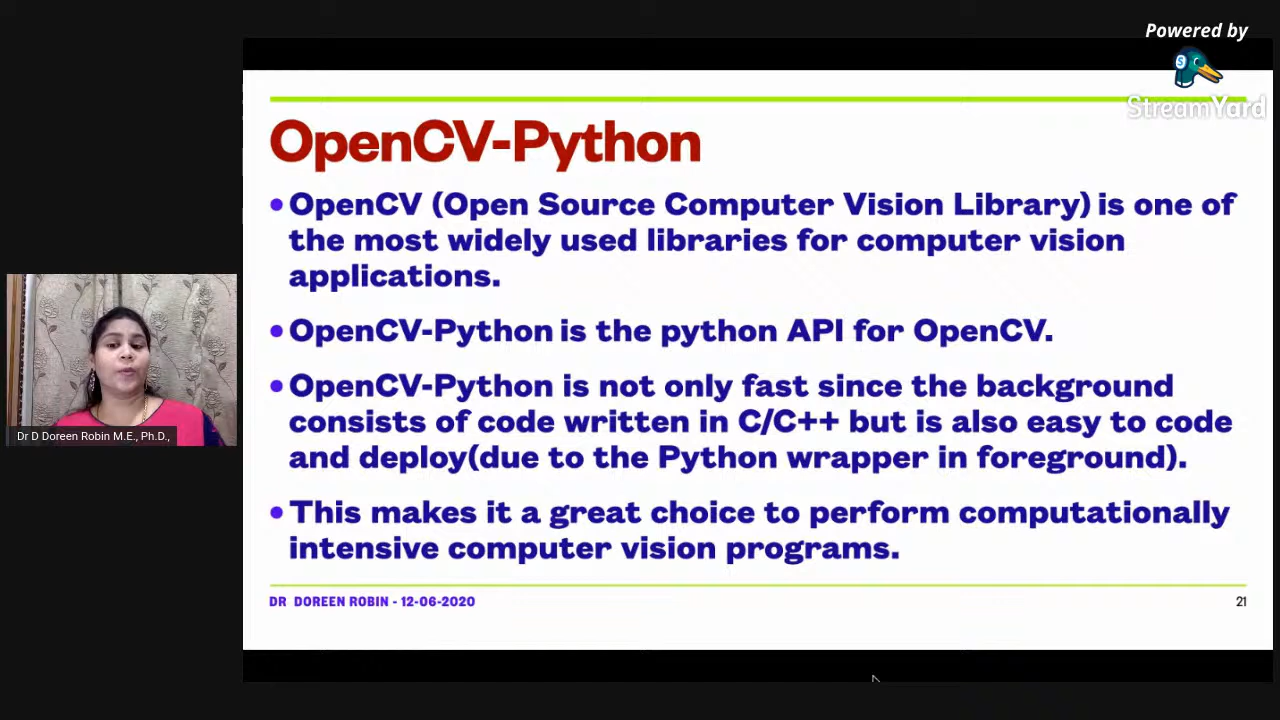 Powered by
StreamYard
OpenCV-Python
•OpenCV (Open Source Computer Vision Library) is one of
the most widely used libraries for computer vision
applications.
•OpenCV-Python is the python API for OpenCV.
•OpenCV-Python is not only fast since the background
consists of code written in C/C++ but is also easy to code
and deploy(due to the Python wrapper in foreground).
•This makes it a great choice to perform computationally
intensive computer vision programs.
DR DOREEN ROBIN - 12-06-2020
21
Dr D Doreen Robin M.E., Ph.D.,